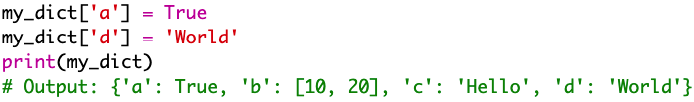 my_dict['a'] = True
my_dict['d'] = 'World'
print(my_dict)
# Output: {'a': True, 'b': [10, 20], 'c': 'Hello', 'd': 'World'}